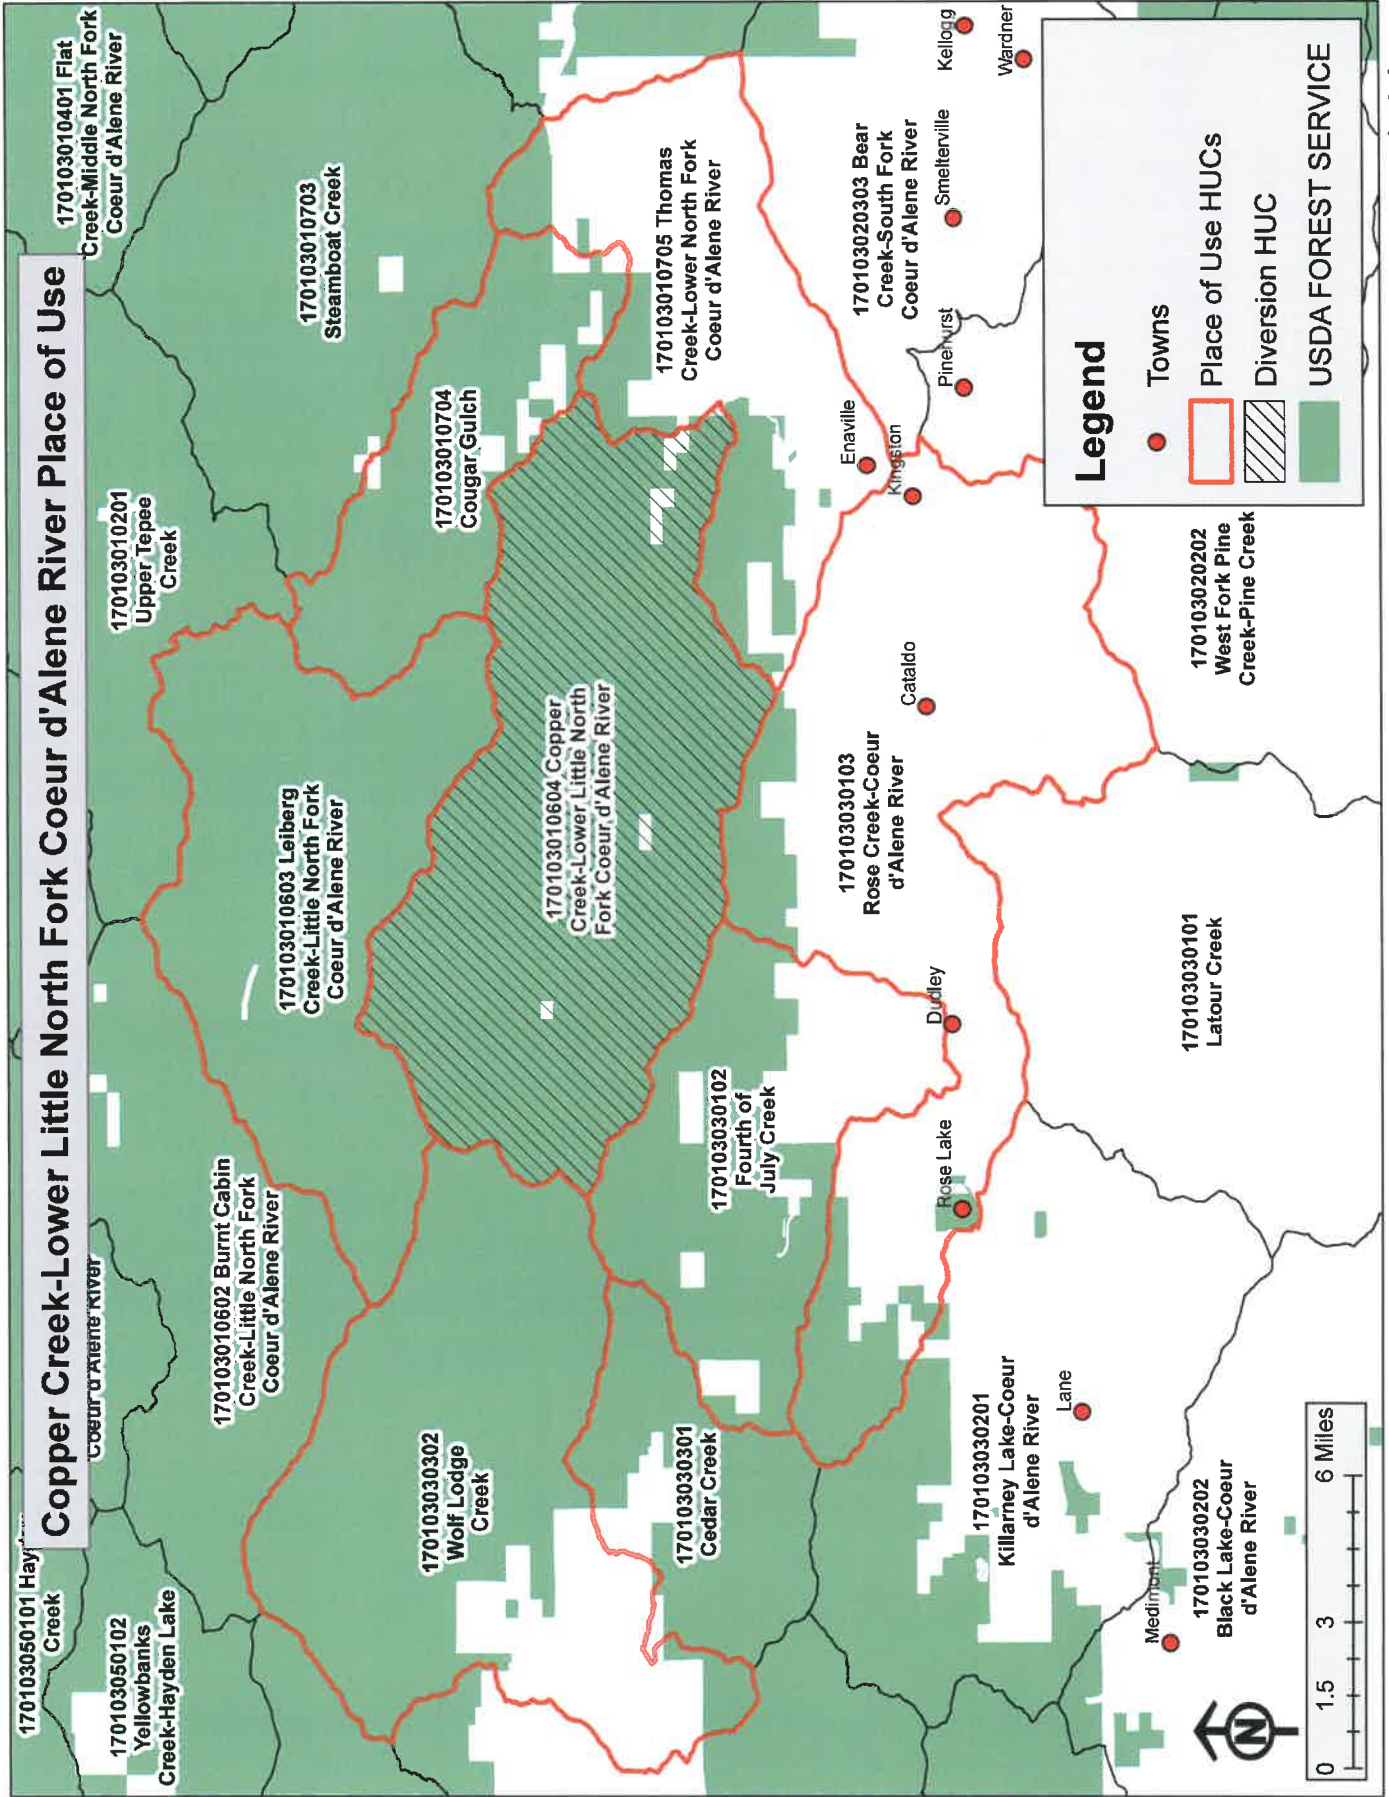 Copper Creek-Lower Little North Fork Coeur d'Alene River Place of Use
170103050101 Hay
Creek
170103050102
Yellowbanks
Creek-Hayden Lake
Coeur d'Alene River
170103010201
Upper Tepee
Creek
170103010401 Flat
Creek-Middle North Fork
Coeur d'Alene River
170103010602 Burnt Cabin
Creek-Little North Fork
Coeur d'Alene River
170103010603 Leiberg
Creek-Little North Fork
Coeur d'Alene River
170103010703
Steamboat Creek
170103030302
Wolf Lodge
Creek
170103010704
Cougar Gulch
170103010604 Copper
Creek-Lower Little North
Fork Coeur d'Alene River
170103030301
Cedar Creek
170103030102
Fourth of
July Creek
170103010705 Thomas
Creek-Lower North Fork
Coeur d'Alene River
170103030103
Rose Creek-Coeur
d'Alene River
170103020303 Bear
Creek-South Fork
Coeur d'Alene River
Enaville
Kingston
Cataldo
Dudley
Rose Lake
Pinehurst
Smelterville
Kellogg
Wardner
170103030201
Killarney Lake-Coeur
d'Alene River
Lane
Medimont
170103030202
Black Lake-Coeur
d'Alene River
170103030101
Latour Creek
170103020202
West Fork Pine
Creek-Pine Creek
Legend
Towns
Place of Use HUCs
Diversion HUC
USDA FOREST SERVICE
N
0 1.5 3 6 Miles